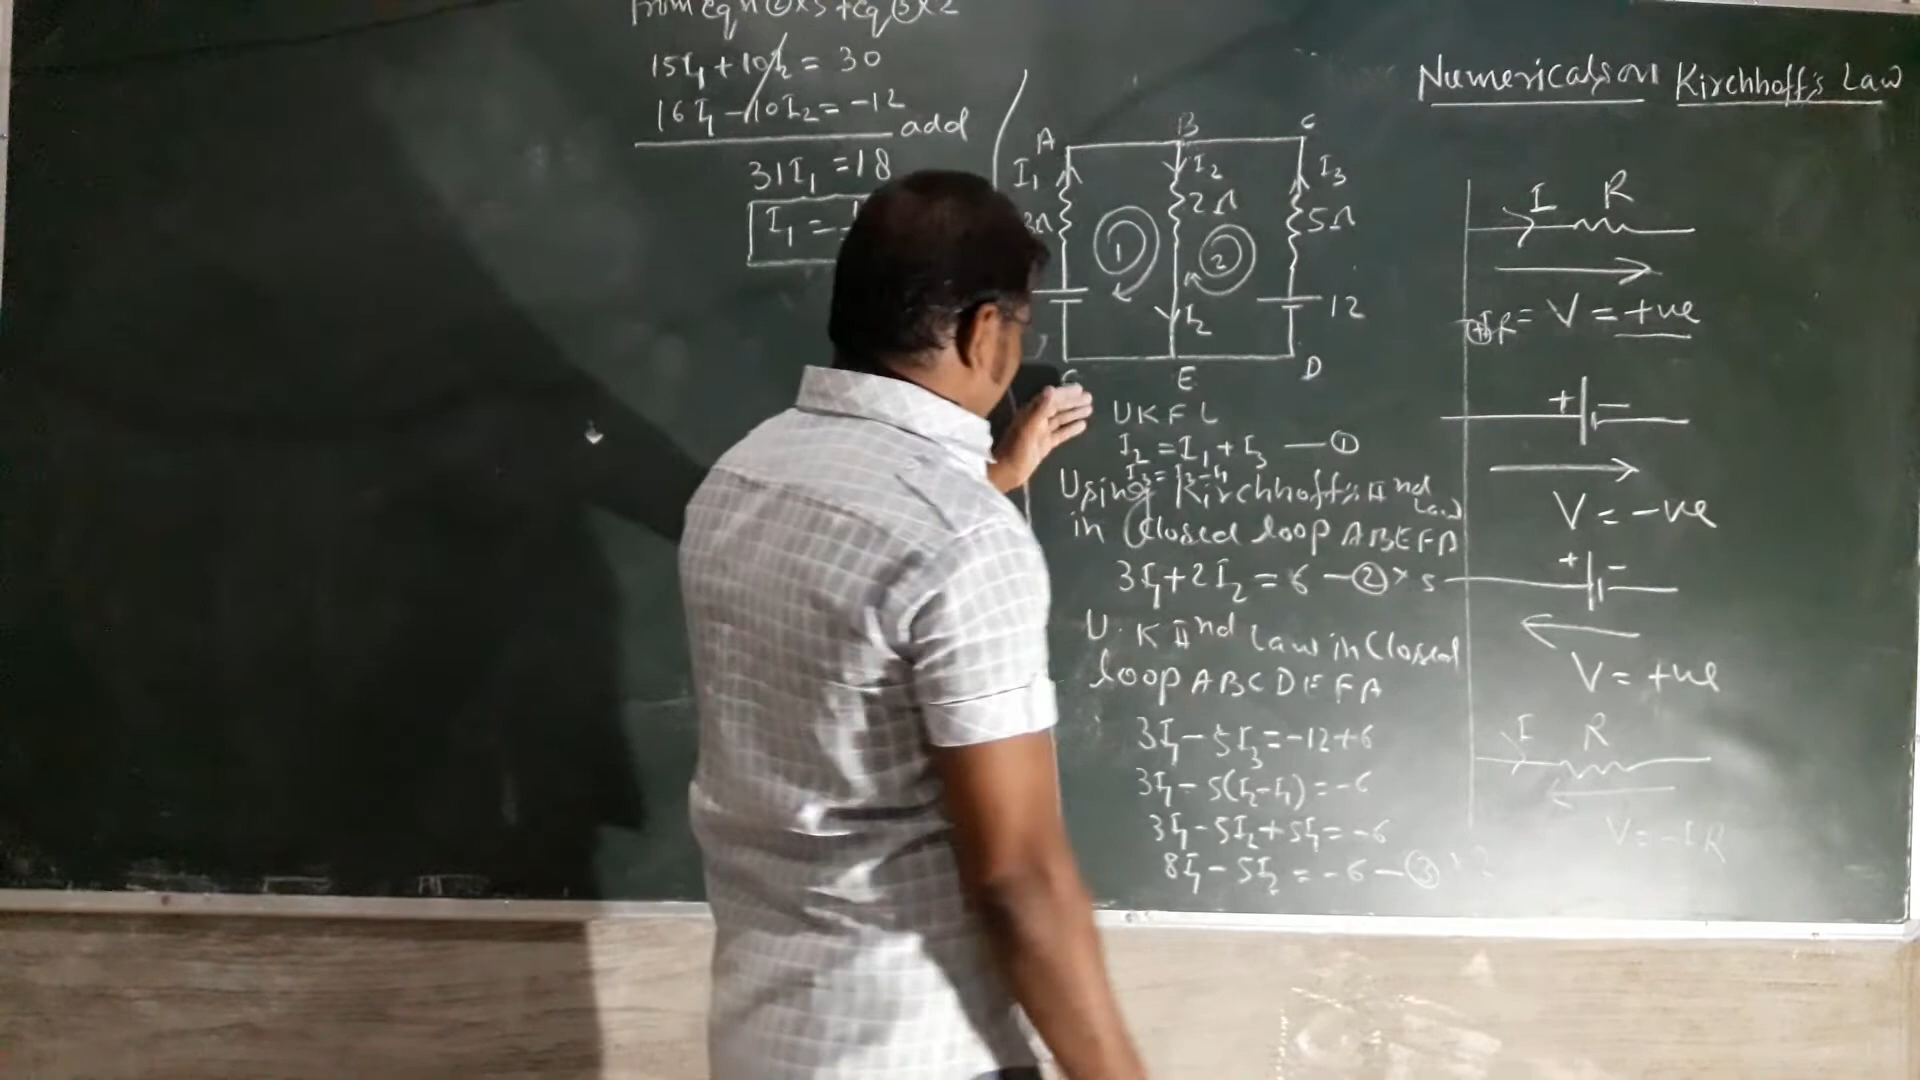 from eqn ②×5 + eq ③×2
15I₁ + 10I₂ = 30
16I₁ - 10I₂ = -12
add
31I₁ = 18
I₁ =
Numericals on Kirchhoff's Law
A B C
I₁ I₂ I₃
3Ω 2Ω 5Ω
1 2
I₂ 12
E D
UKFL
I₂ = I₁ + I₃ — ①
I₃ = I₂ - I₁
Using Kirchhoff's IInd Law
in Closed loop ABEFA
3I₁ + 2I₂ = 6 — ② × 5
U.K IInd Law in Closed
loop ABCDEFA
3I₁ - 5I₃ = -12+6
3I₁ - 5(I₂-I₁) = -6
3I₁ - 5I₂ + 5I₁ = -6
8I₁ - 5I₂ = -6 — ③ × 2
I R
IR = V = +ve
+ -
V = -ve
+ -
V = +ve
I R
V = -IR